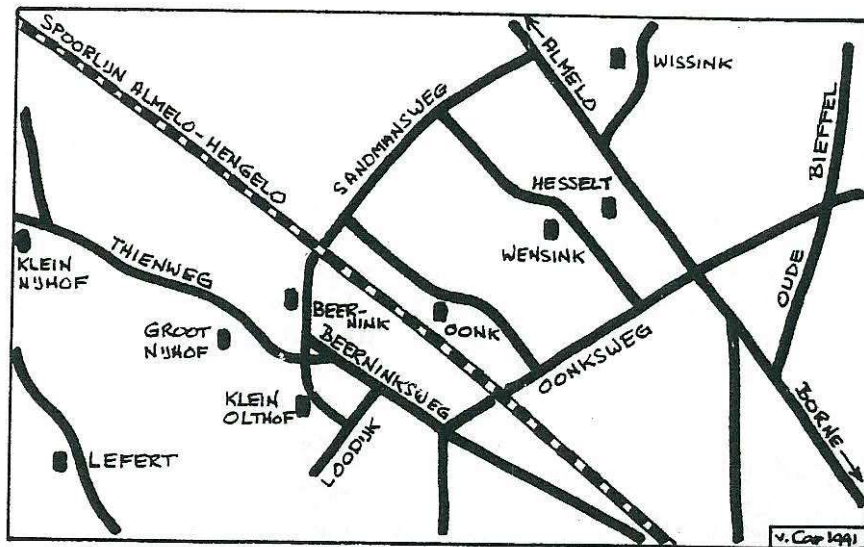 SPOORLIJN ALMELO-HENGELO
SANDMANSWEG
ALMELO
WISSINK
BIEFFEL
HESSELT
WENSINK
OUDE
KLEIN
NIJHOF
THIENWEG
BEER-
NINK
OONK
OONKSWEG
GROOT
NIJHOF
BEERNINKSWEG
KLEIN
OLTHOF
LOODIJK
BORNE
LEFERT
1991